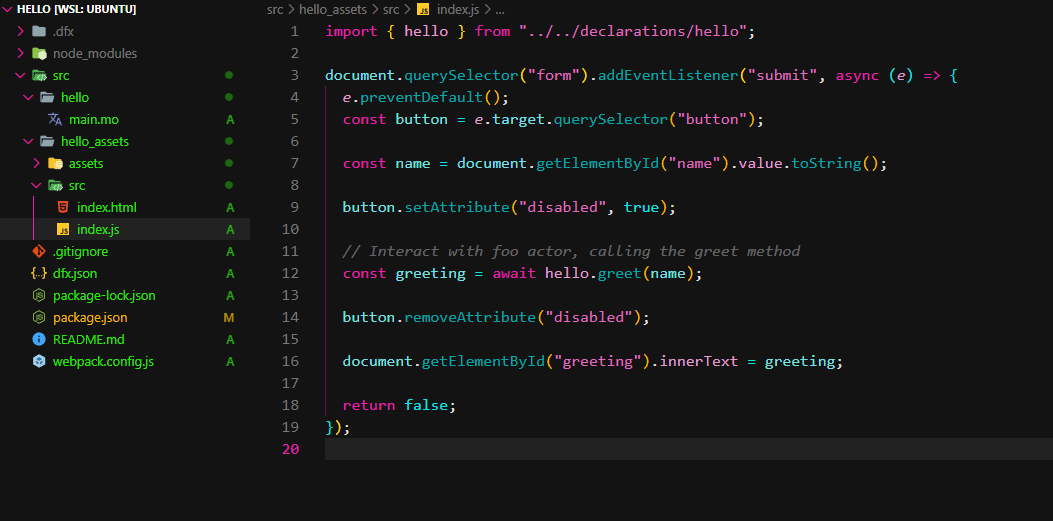 HELLO [WSL: UBUNTU]
.dfx
node_modules
src
hello
main.mo A
hello_assets
assets
src
index.html A
index.js A
.gitignore A
dfx.json A
package-lock.json A
package.json M
README.md A
webpack.config.js A
src > hello_assets > src > JS index.js > ...
1 import { hello } from "../../declarations/hello";
2
3 document.querySelector("form").addEventListener("submit", async (e) => {
4   e.preventDefault();
5   const button = e.target.querySelector("button");
6
7   const name = document.getElementById("name").value.toString();
8
9   button.setAttribute("disabled", true);
10
11   // Interact with foo actor, calling the greet method
12   const greeting = await hello.greet(name);
13
14   button.removeAttribute("disabled");
15
16   document.getElementById("greeting").innerText = greeting;
17
18   return false;
19 });
20